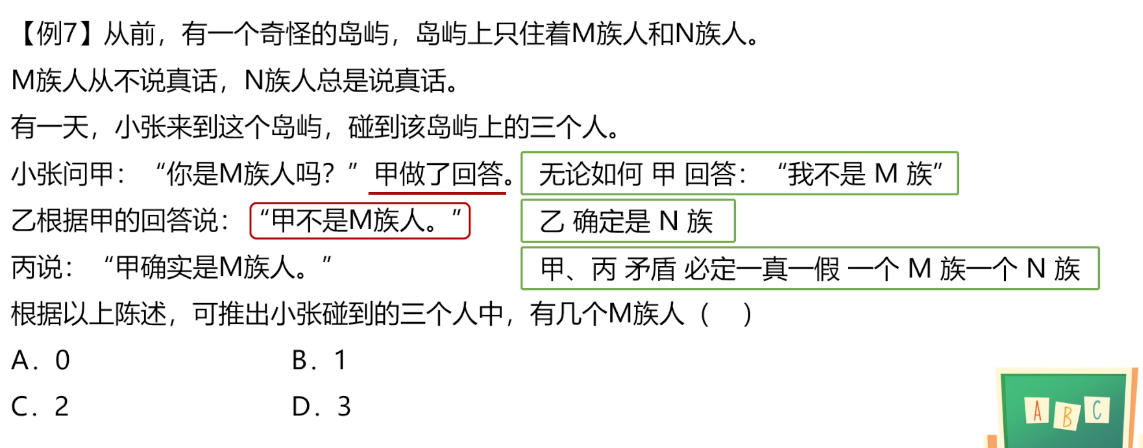 【例7】从前，有一个奇怪的岛屿，岛屿上只住着M族人和N族人。
M族人从不说真话，N族人总是说真话。
有一天，小张来到这个岛屿，碰到该岛屿上的三个人。
小张问甲：“你是M族人吗？”甲做了回答。 无论如何 甲 回答：“我不是 M 族”
乙根据甲的回答说：“甲不是M族人。” 乙 确定是 N 族
丙说：“甲确实是M族人。” 甲、丙 矛盾 必定一真一假 一个 M 族一个 N 族
根据以上陈述，可推出小张碰到的三个人中，有几个M族人（ ）
A．0 B．1
C．2 D．3
A B C